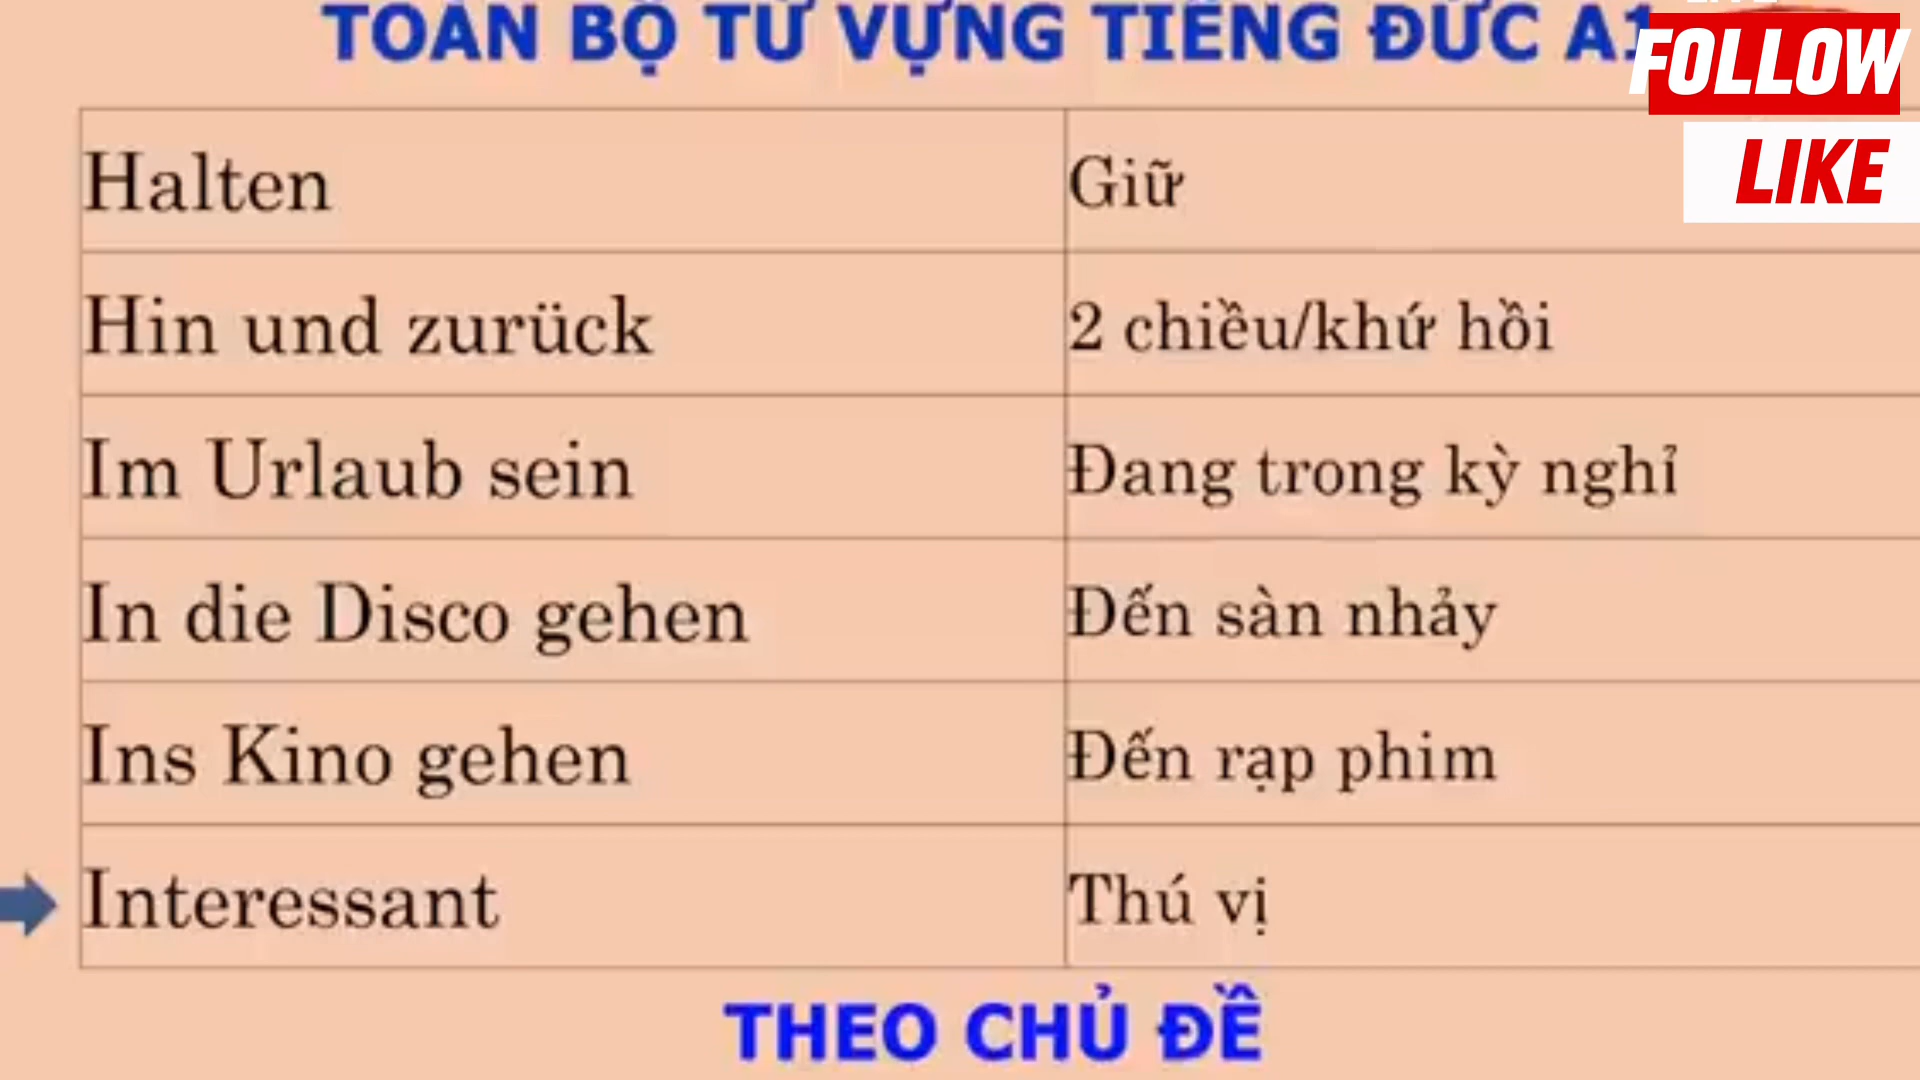 TOÀN BỘ TỪ VỰNG TIẾNG ĐỨC A1
FOLLOW
LIKE
Halten Giữ
Hin und zurück 2 chiều/khứ hồi
Im Urlaub sein Đang trong kỳ nghỉ
In die Disco gehen Đến sàn nhảy
Ins Kino gehen Đến rạp phim
Interessant Thú vị
THEO CHỦ ĐỀ